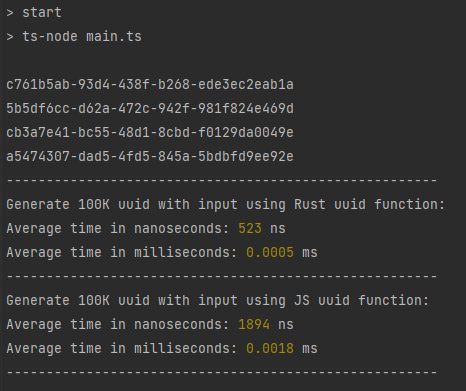 > start
> ts-node main.ts
c761b5ab-93d4-438f-b268-ede3ec2eab1a
5b5df6cc-d62a-472c-942f-981f824e469d
cb3a7e41-bc55-48d1-8cbd-f0129da0049e
a5474307-dad5-4fd5-845a-5bdbfd9ee92e
------------------------------------------------------
Generate 100K uuid with input using Rust uuid function:
Average time in nanoseconds: 523 ns
Average time in milliseconds: 0.0005 ms
------------------------------------------------------
Generate 100K uuid with input using JS uuid function:
Average time in nanoseconds: 1894 ns
Average time in milliseconds: 0.0018 ms
------------------------------------------------------